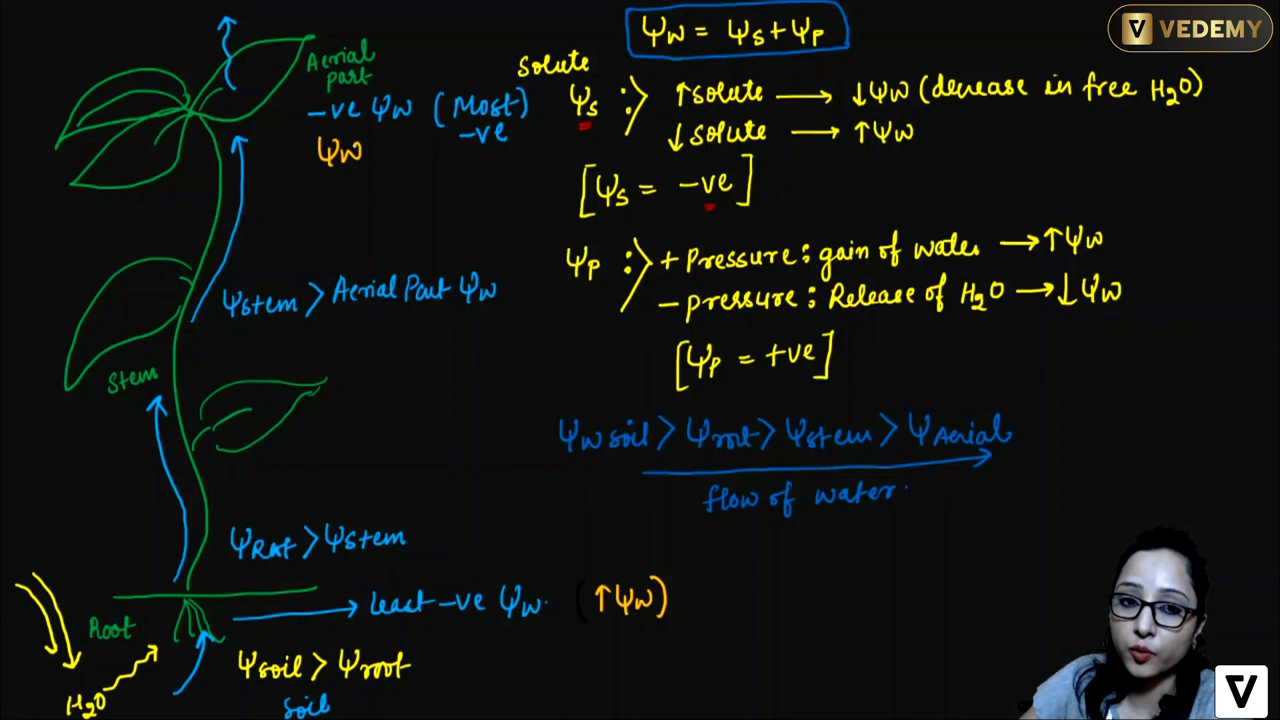 VEDEMY
Ψw = Ψs + Ψp
Aerial
part
-ve Ψw (Most)
-ve
Ψw
Solute
Ψs :> ↑solute → ↓Ψw (decrease in free H₂O)
↓ solute → ↑Ψw
[Ψs = -ve]
Ψp :> + Pressure : gain of water → ↑Ψw
- pressure : Release of H₂O → ↓Ψw
[Ψp = +ve]
Ψstem > Aerial Part Ψw
Stem
Ψw soil > Ψroot > Ψstem > ΨAerial
flow of water.
ΨRoot > Ψstem
least -ve Ψw. (↑Ψw)
Root
Ψsoil > Ψroot
H₂O
Soil